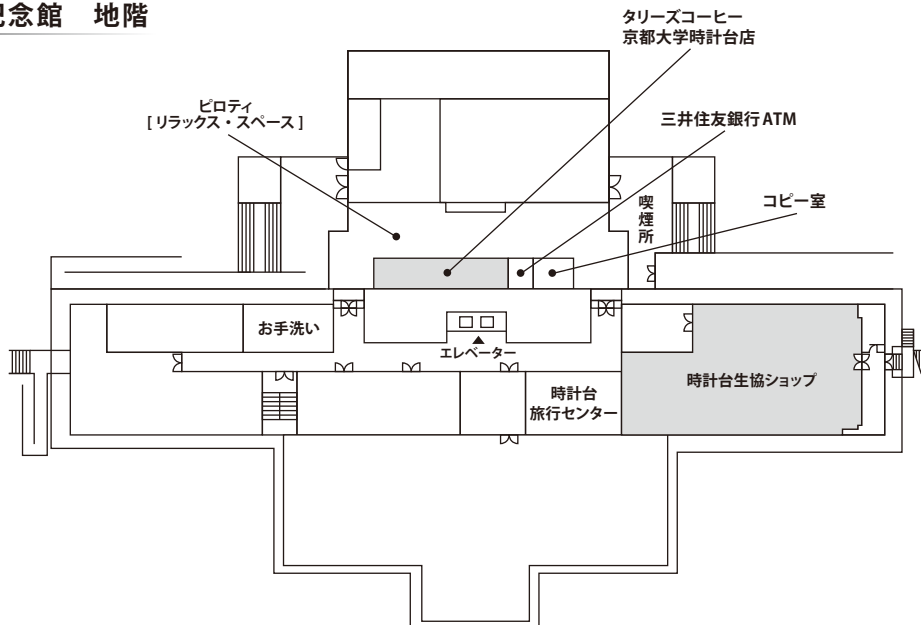 記念館　地階
タリーズコーヒー
京都大学時計台店
ピロティ
[ リラックス・スペース ]
三井住友銀行 ATM
喫煙所
コピー室
お手洗い
エレベーター
時計台
旅行センター
時計台生協ショップ